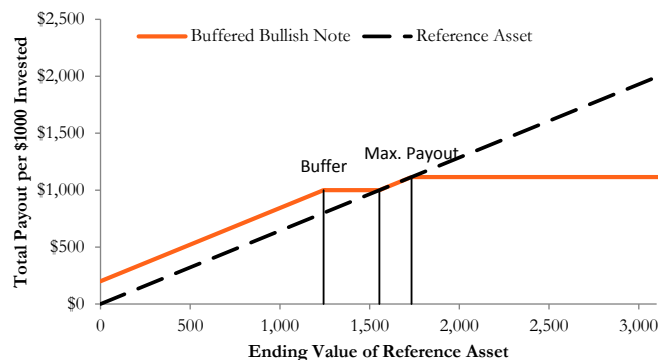 $2,500
Buffered Bullish Note
Reference Asset
$2,000
$1,500
Buffer
Max. Payout
$1,000
$500
$0
0
500
1,000
1,500
2,000
2,500
3,000
Total Payout per $1000 Invested
Ending Value of Reference Asset